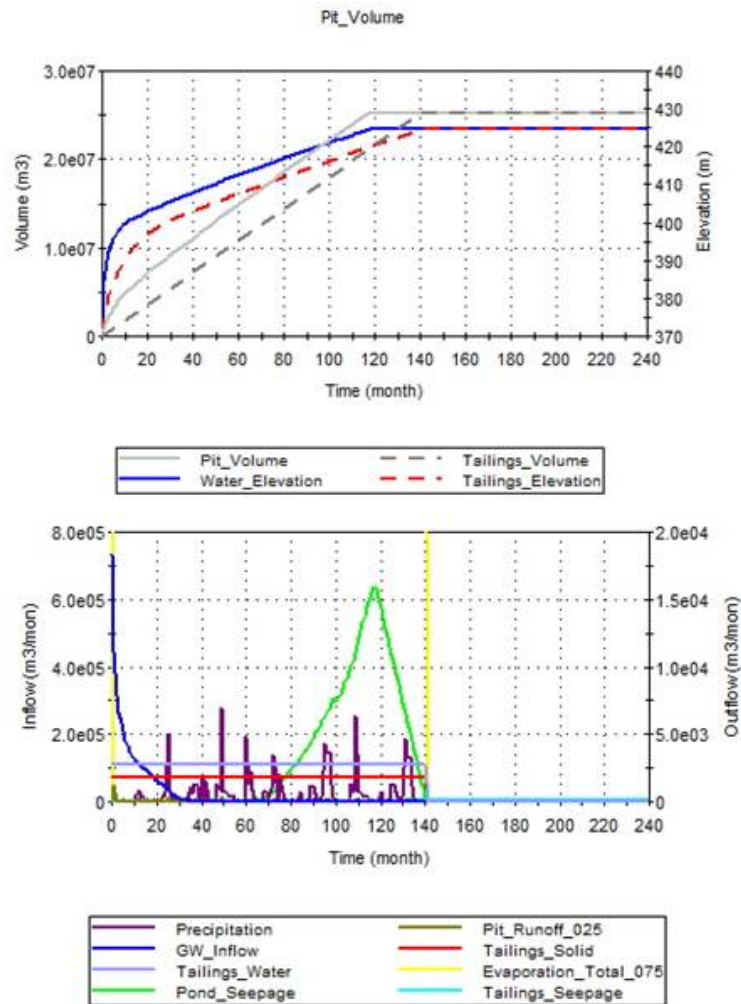 Pit_Volume
3.0e07
2.0e07
1.0e07
0
Volume (m3)
440
430
420
410
400
390
380
370
Elevation (m)
0 20 40 60 80 100 120 140 160 180 200 220 240
Time (month)
Pit_Volume Tailings_Volume
Water_Elevation Tailings_Elevation
8.0e05
6.0e05
4.0e05
2.0e05
0
Inflow(m3/mon)
2.0e04
1.5e04
1.0e04
5.0e03
0
Outflow(m3/mon)
0 20 40 60 80 100 120 140 160 180 200 220 240
Time (month)
Precipitation Pit_Runoff_025
GW_Inflow Tailings_Solid
Tailings_Water Evaporation_Total_075
Pond_Seepage Tailings_Seepage